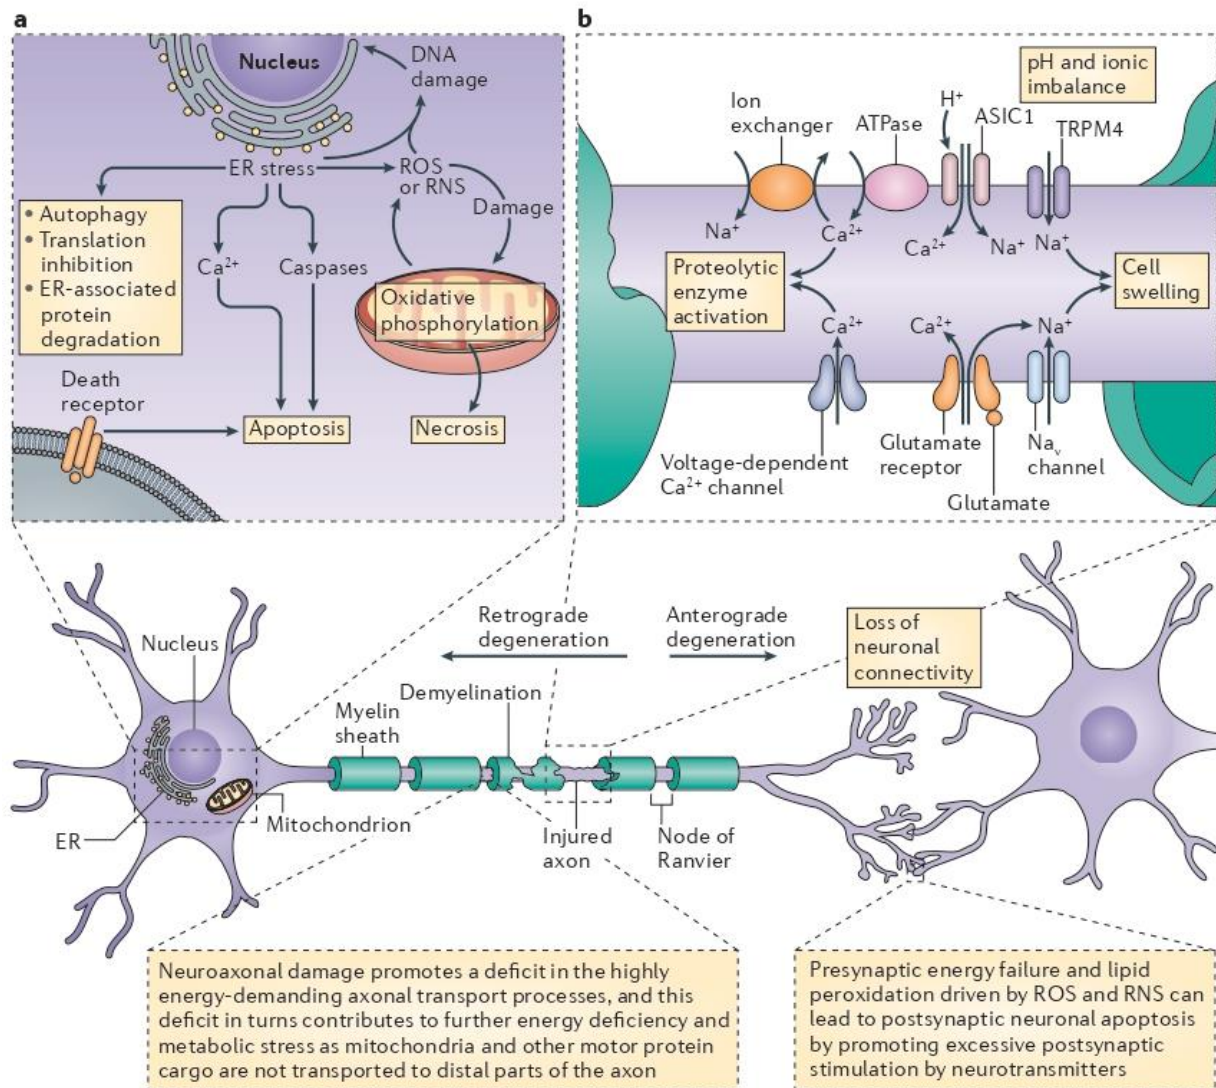 a
Nucleus
DNA
damage
ER stress
ROS
or RNS
Damage
• Autophagy
• Translation
inhibition
• ER-associated
protein
degradation
Ca²⁺
Caspases
Oxidative
phosphorylation
Death
receptor
Apoptosis
Necrosis
b
pH and ionic
imbalance
Ion
exchanger
ATPase
H⁺
ASIC1
TRPM4
Na⁺
Ca²⁺
Ca²⁺
Na⁺
Na⁺
Proteolytic
enzyme
activation
Cell
swelling
Ca²⁺
Ca²⁺
Na⁺
Voltage-dependent
Ca²⁺ channel
Glutamate
receptor
Glutamate
Naᵥ
channel
Retrograde
degeneration
Anterograde
degeneration
Loss of
neuronal
connectivity
Nucleus
Demyelination
Myelin
sheath
ER
Mitochondrion
Injured
axon
Node of
Ranvier
Neuroaxonal damage promotes a deficit in the highly
energy-demanding axonal transport processes, and this
deficit in turns contributes to further energy deficiency and
metabolic stress as mitochondria and other motor protein
cargo are not transported to distal parts of the axon
Presynaptic energy failure and lipid
peroxidation driven by ROS and RNS can
lead to postsynaptic neuronal apoptosis
by promoting excessive postsynaptic
stimulation by neurotransmitters